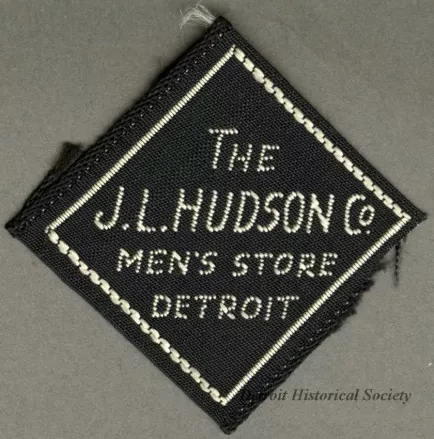 THE
J.L. HUDSON Co
MEN'S STORE
DETROIT
Detroit Historical Society